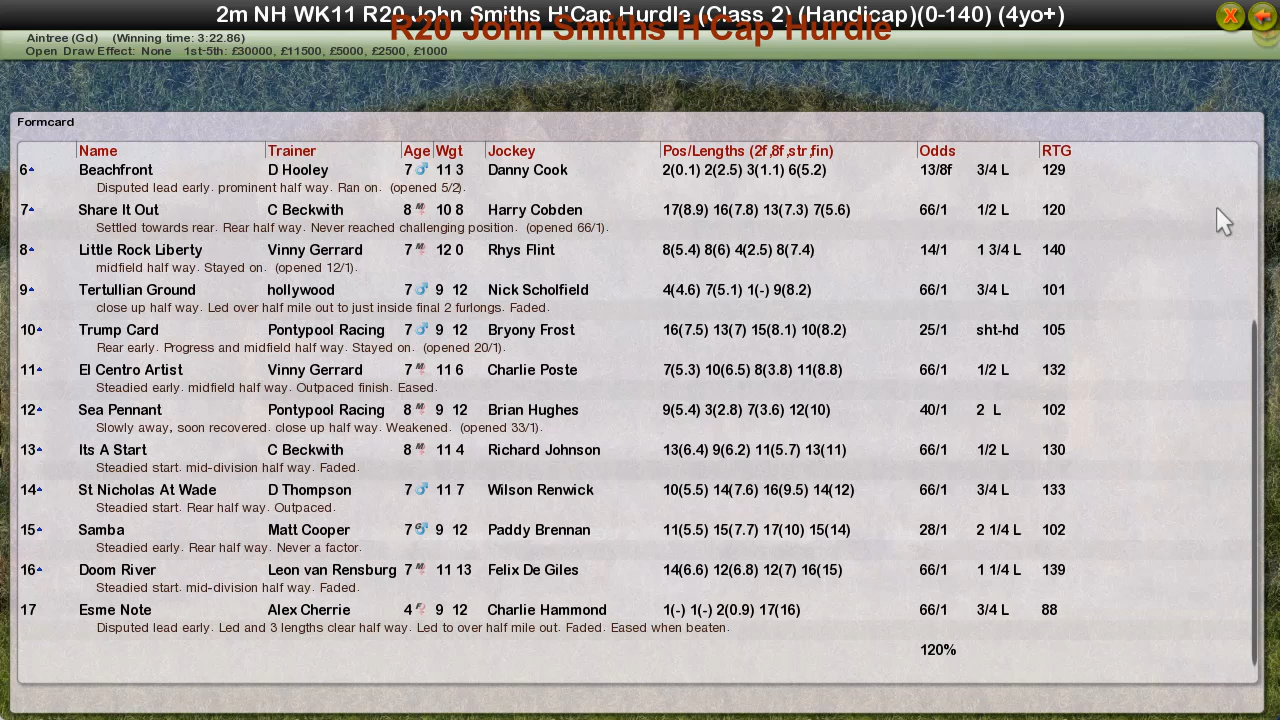 2m NH WK11 R20 John Smiths H'Cap Hurdle (Class 2) (Handicap)(0-140) (4yo+)
R20 John Smiths H'Cap Hurdle
Aintree (Gd) (Winning time: 3:22.86)
Open Draw Effect: None 1st-5th: £30000, £11500, £5000, £2500, £1000
Formcard
Name Trainer Age Wgt Jockey Pos/Lengths (2f,8f,str,fin) Odds RTG
6 Beachfront D Hooley 7 11 3 Danny Cook 2(0.1) 2(2.5) 3(1.1) 6(5.2) 13/8f 3/4 L 129
Disputed lead early. prominent half way. Ran on. (opened 5/2).
7 Share It Out C Beckwith 8 M 10 8 Harry Cobden 17(8.9) 16(7.8) 13(7.3) 7(5.6) 66/1 1/2 L 120
Settled towards rear. Rear half way. Never reached challenging position. (opened 66/1).
8 Little Rock Liberty Vinny Gerrard 7 M 12 0 Rhys Flint 8(5.4) 8(6) 4(2.5) 8(7.4) 14/1 1 3/4 L 140
midfield half way. Stayed on. (opened 12/1).
9 Tertullian Ground hollywood 7 9 12 Nick Scholfield 4(4.6) 7(5.1) 1(-) 9(8.2) 66/1 3/4 L 101
close up half way. Led over half mile out to just inside final 2 furlongs. Faded.
10 Trump Card Pontypool Racing 7 9 12 Bryony Frost 16(7.5) 13(7) 15(8.1) 10(8.2) 25/1 sht-hd 105
Rear early. Progress and midfield half way. Stayed on. (opened 20/1).
11 El Centro Artist Vinny Gerrard 7 M 11 6 Charlie Poste 7(5.3) 10(6.5) 8(3.8) 11(8.8) 66/1 1/2 L 132
Steadied early. midfield half way. Outpaced finish. Eased.
12 Sea Pennant Pontypool Racing 8 M 9 12 Brian Hughes 9(5.4) 3(2.8) 7(3.6) 12(10) 40/1 2 L 102
Slowly away, soon recovered. close up half way. Weakened. (opened 33/1).
13 Its A Start C Beckwith 8 M 11 4 Richard Johnson 13(6.4) 9(6.2) 11(5.7) 13(11) 66/1 1/2 L 130
Steadied start. mid-division half way. Faded.
14 St Nicholas At Wade D Thompson 7 11 7 Wilson Renwick 10(5.5) 14(7.6) 16(9.5) 14(12) 66/1 3/4 L 133
Steadied start. Rear half way. Outpaced.
15 Samba Matt Cooper 7 G 9 12 Paddy Brennan 11(5.5) 15(7.7) 17(10) 15(14) 28/1 2 1/4 L 102
Steadied early. Rear half way. Never a factor.
16 Doom River Leon van Rensburg 7 M 11 13 Felix De Giles 14(6.6) 12(6.8) 12(7) 16(15) 66/1 1 1/4 L 139
Steadied start. mid-division half way. Faded.
17 Esme Note Alex Cherrie 4 F 9 12 Charlie Hammond 1(-) 1(-) 2(0.9) 17(16) 66/1 3/4 L 88
Disputed lead early. Led and 3 lengths clear half way. Led to over half mile out. Faded. Eased when beaten.
120%